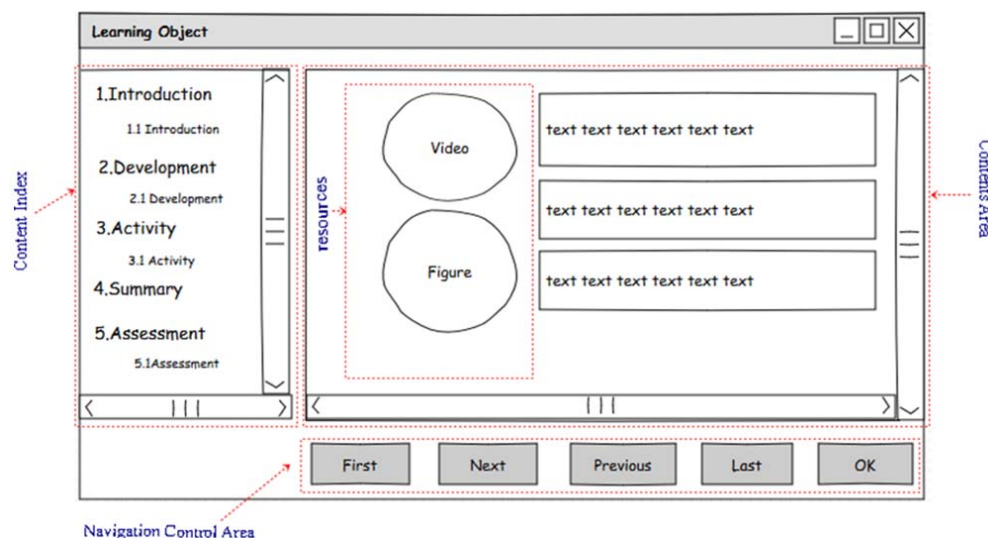 Learning Object
1.Introduction
1.1 Introduction
2.Development
2.1 Development
3.Activity
3.1 Activity
4.Summary
5.Assessment
5.1Assessment
Content Index
resources
Video
Figure
text text text text text text
text text text text text text
text text text text text text
Contents Area
First
Next
Previous
Last
OK
Navigation Control Area